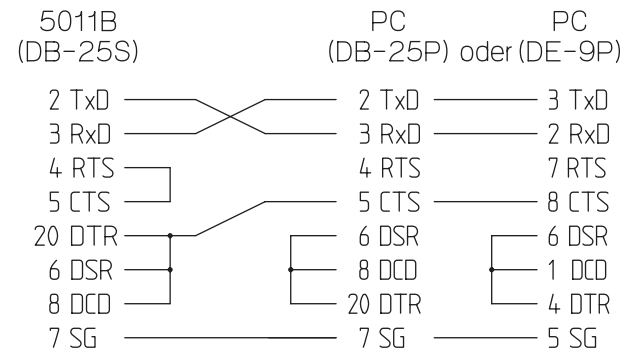 5011B PC PC
(DB-25S) (DB-25P) oder (DE-9P)
2 TxD 2 TxD 3 TxD
3 RxD 3 RxD 2 RxD
4 RTS 4 RTS 7 RTS
5 CTS 5 CTS 8 CTS
20 DTR 6 DSR 6 DSR
6 DSR 8 DCD 1 DCD
8 DCD 20 DTR 4 DTR
7 SG 7 SG 5 SG